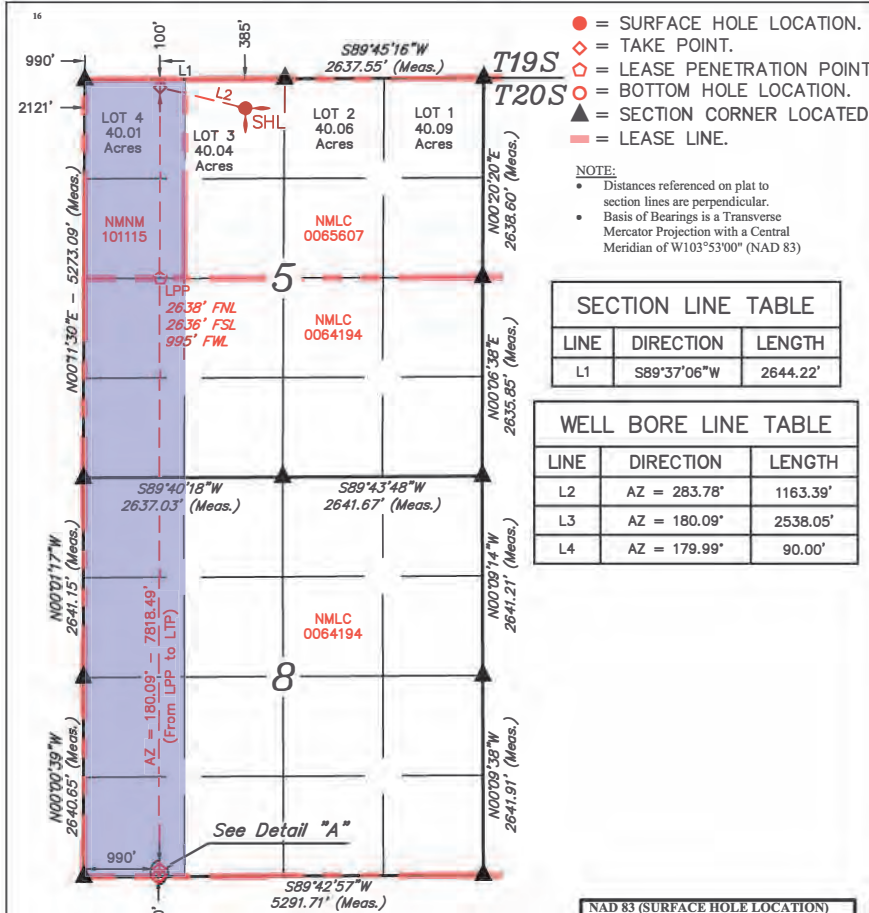 16
990'
100'
385'
S89°45'16"W
2637.55' (Meas.)
T19S
T20S
= SURFACE HOLE LOCATION.
= TAKE POINT.
= LEASE PENETRATION POINT
= BOTTOM HOLE LOCATION.
= SECTION CORNER LOCATED
= LEASE LINE.
L1
L2
2121'
SHL
LOT 4
40.01
Acres
LOT 3
40.04
Acres
LOT 2
40.06
Acres
LOT 1
40.09
Acres
N00°20'20"E
2638.60' (Meas.)
NOTE:
• Distances referenced on plat to
section lines are perpendicular.
• Basis of Bearings is a Transverse
Mercator Projection with a Central
Meridian of W103°53'00" (NAD 83)
N00°11'30"E - 5273.09' (Meas.)
NMNM
101115
NMLC
0065607
5
LPP
2638' FNL
2636' FSL
995' FWL
NMLC
0064194
N00°06'38"E
2635.85' (Meas.)
SECTION LINE TABLE
LINE DIRECTION LENGTH
L1 S89°37'06"W 2644.22'
WELL BORE LINE TABLE
LINE DIRECTION LENGTH
L2 AZ = 283.78° 1163.39'
L3 AZ = 180.09° 2538.05'
L4 AZ = 179.99° 90.00'
S89°40'18"W
2637.03' (Meas.)
S89°43'48"W
2641.67' (Meas.)
N00°01'17"W
2641.15' (Meas.)
N00°09'14"W
2641.21' (Meas.)
NMLC
0064194
8
AZ = 180.09° - 7818.49'
(From LPP to LTP)
N00°00'39"W
2640.65' (Meas.)
N00°09'38"W
2641.91' (Meas.)
See Detail "A"
990'
S89°42'57"W
5291.71' (Meas.)
NAD 83 (SURFACE HOLE LOCATION)